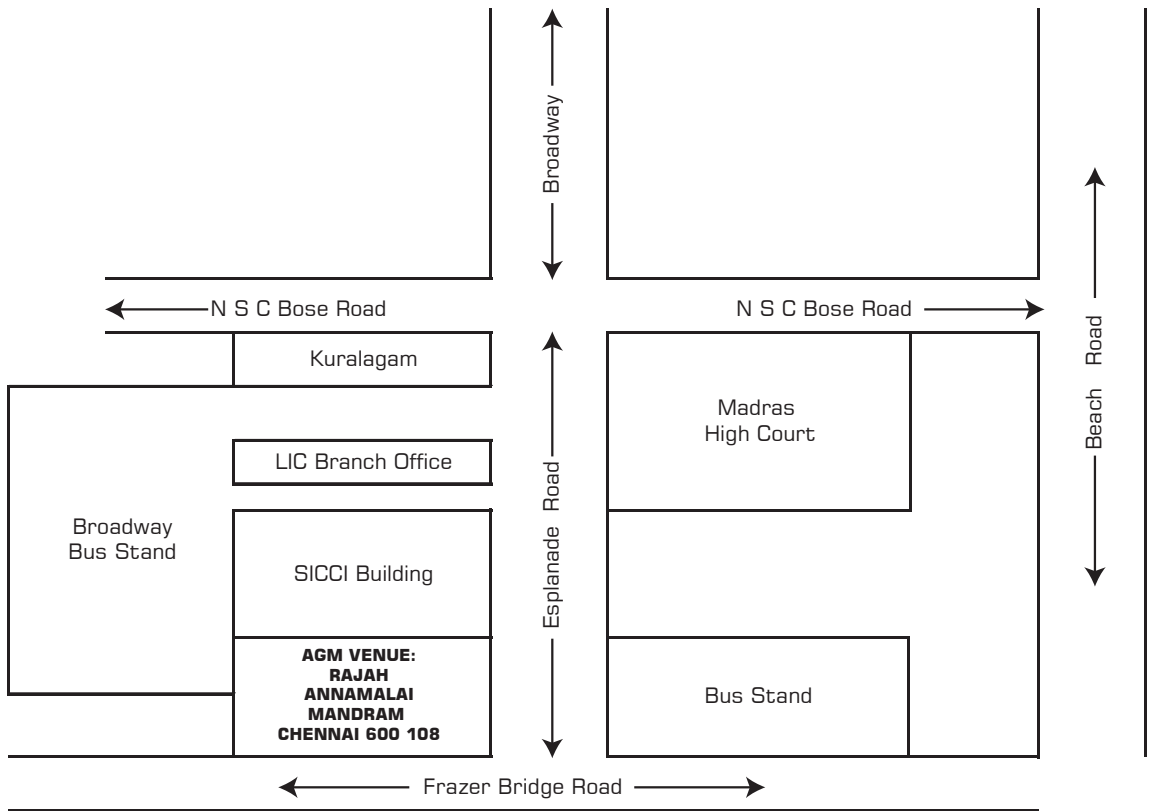 Broadway
N S C Bose Road
N S C Bose Road
Kuralagam
Madras
High Court
Beach Road
LIC Branch Office
Esplanade Road
Broadway
Bus Stand
SICCI Building
AGM VENUE:
RAJAH
ANNAMALAI
MANDRAM
CHENNAI 600 108
Bus Stand
Frazer Bridge Road